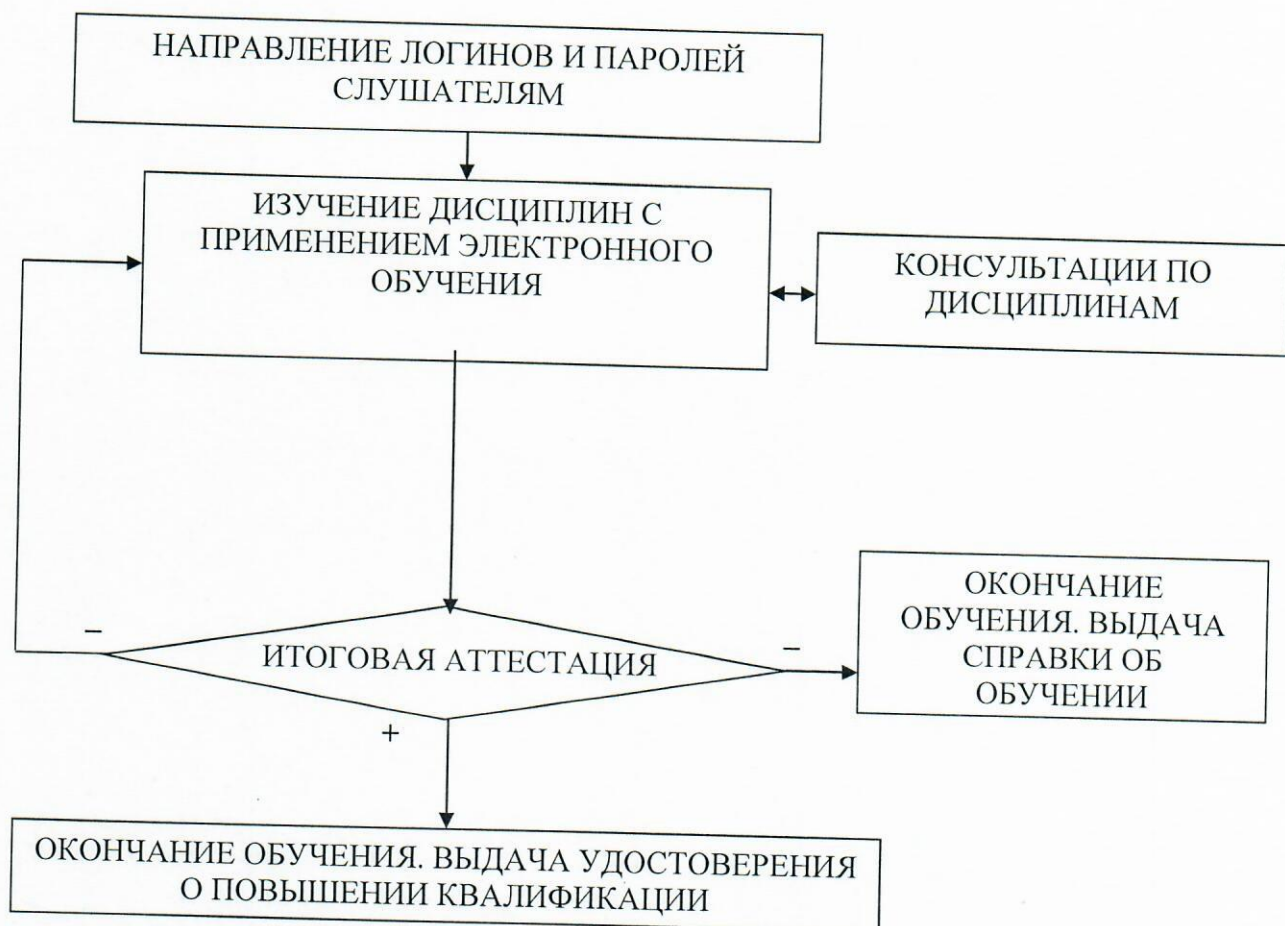 НАПРАВЛЕНИЕ ЛОГИНОВ И ПАРОЛЕЙ
СЛУШАТЕЛЯМ
ИЗУЧЕНИЕ ДИСЦИПЛИН С
ПРИМЕНЕНИЕМ ЭЛЕКТРОННОГО
ОБУЧЕНИЯ
КОНСУЛЬТАЦИИ ПО
ДИСЦИПЛИНАМ
ОКОНЧАНИЕ
ОБУЧЕНИЯ. ВЫДАЧА
СПРАВКИ ОБ
ОБУЧЕНИИ
–
ИТОГОВАЯ АТТЕСТАЦИЯ
–
+
ОКОНЧАНИЕ ОБУЧЕНИЯ. ВЫДАЧА УДОСТОВЕРЕНИЯ
О ПОВЫШЕНИИ КВАЛИФИКАЦИИ